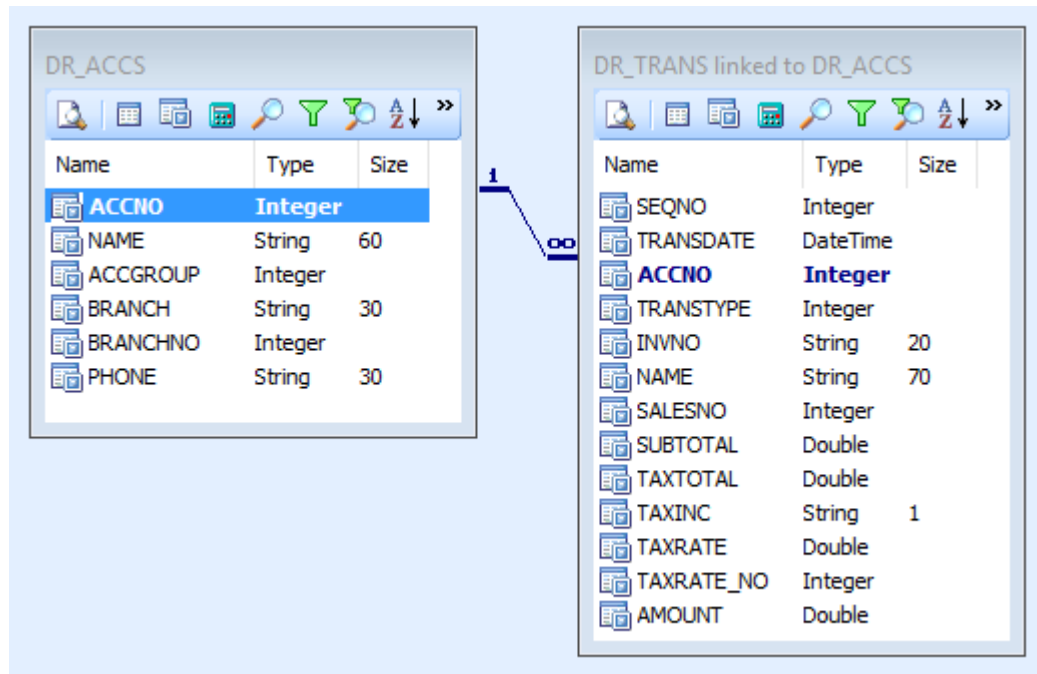 DR_ACCS
A Z »
Name Type Size
ACCNO Integer
NAME String 60
ACCGROUP Integer
BRANCH String 30
BRANCHNO Integer
PHONE String 30
1
∞
DR_TRANS linked to DR_ACCS
A Z »
Name Type Size
SEQNO Integer
TRANSDATE DateTime
ACCNO Integer
TRANSTYPE Integer
INVNO String 20
NAME String 70
SALESNO Integer
SUBTOTAL Double
TAXTOTAL Double
TAXINC String 1
TAXRATE Double
TAXRATE_NO Integer
AMOUNT Double